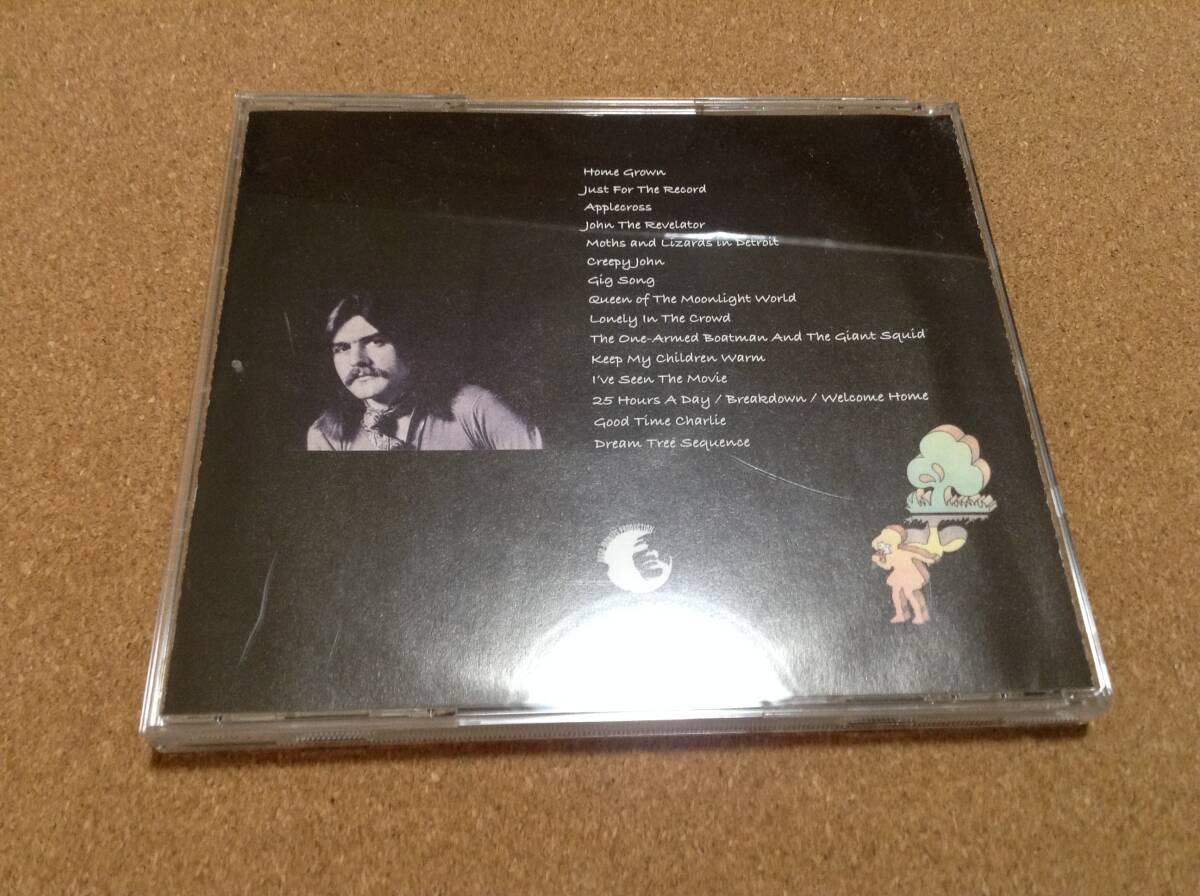 Home Grown
Just For The Record
Applecross
John The Revelator
Moths and Lizards in Detroit
Creepy John
Gig Song
Queen of The Moonlight World
Lonely In The Crowd
The One-Armed Boatman And The Giant Squid
Keep My Children Warm
I've Seen The Movie
25 Hours A Day / Breakdown / Welcome Home
Good Time Charlie
Dream Tree Sequence